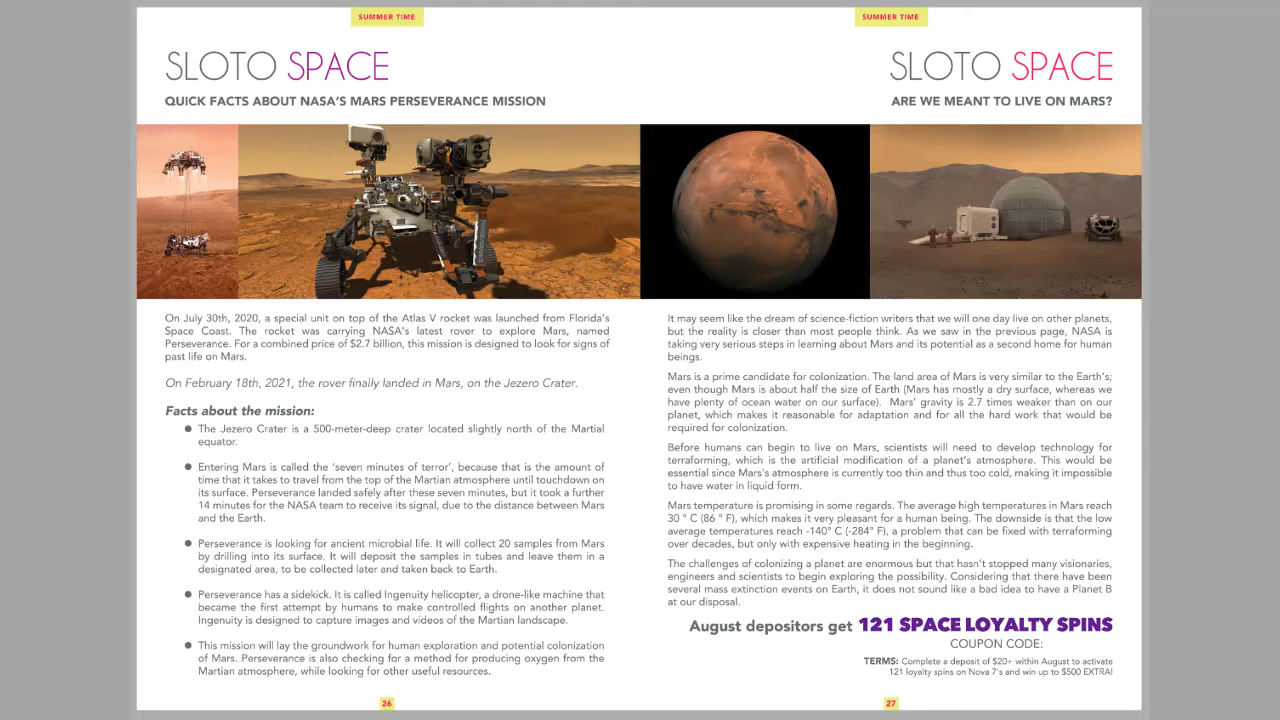 SUMMER TIME
SLOTO SPACE
QUICK FACTS ABOUT NASA'S MARS PERSEVERANCE MISSION
On July 30th, 2020, a special unit on top of the Atlas V rocket was launched from Florida's
Space Coast. The rocket was carrying NASA's latest rover to explore Mars, named
Perseverance. For a combined price of $2.7 billion, this mission is designed to look for signs of
past life on Mars.
On February 18th, 2021, the rover finally landed in Mars, on the Jezero Crater.
Facts about the mission:
● The Jezero Crater is a 500-meter-deep crater located slightly north of the Martial
equator.
● Entering Mars is called the 'seven minutes of terror', because that is the amount of
time that it takes to travel from the top of the Martian atmosphere until touchdown on
its surface. Perseverance landed safely after these seven minutes, but it took a further
14 minutes for the NASA team to receive its signal, due to the distance between Mars
and the Earth.
● Perseverance is looking for ancient microbial life. It will collect 20 samples from Mars
by drilling into its surface. It will deposit the samples in tubes and leave them in a
designated area, to be collected later and taken back to Earth.
● Perseverance has a sidekick. It is called Ingenuity helicopter, a drone-like machine that
became the first attempt by humans to make controlled flights on another planet.
Ingenuity is designed to capture images and videos of the Martian landscape.
● This mission will lay the groundwork for human exploration and potential colonization
of Mars. Perseverance is also checking for a method for producing oxygen from the
Martian atmosphere, while looking for other useful resources.
26
SUMMER TIME
SLOTO SPACE
ARE WE MEANT TO LIVE ON MARS?
It may seem like the dream of science-fiction writers that we will one day live on other planets,
but the reality is closer than most people think. As we saw in the previous page, NASA is
taking very serious steps in learning about Mars and its potential as a second home for human
beings.
Mars is a prime candidate for colonization. The land area of Mars is very similar to the Earth's;
even though Mars is about half the size of Earth (Mars has mostly a dry surface, whereas we
have plenty of ocean water on our surface). Mars' gravity is 2.7 times weaker than on our
planet, which makes it reasonable for adaptation and for all the hard work that would be
required for colonization.
Before humans can begin to live on Mars, scientists will need to develop technology for
terraforming, which is the artificial modification of a planet's atmosphere. This would be
essential since Mars's atmosphere is currently too thin and thus too cold, making it impossible
to have water in liquid form.
Mars temperature is promising in some regards. The average high temperatures in Mars reach
30 ° C (86 ° F), which makes it very pleasant for a human being. The downside is that the low
average temperatures reach -140° C (-284° F), a problem that can be fixed with terraforming
over decades, but only with expensive heating in the beginning.
The challenges of colonizing a planet are enormous but that hasn't stopped many visionaries,
engineers and scientists to begin exploring the possibility. Considering that there have been
several mass extinction events on Earth, it does not sound like a bad idea to have a Planet B
at our disposal.
August depositors get 121 SPACE LOYALTY SPINS
COUPON CODE:
TERMS: Complete a deposit of $20+ within August to activate
121 loyalty spins on Nova 7's and win up to $500 EXTRA!
27